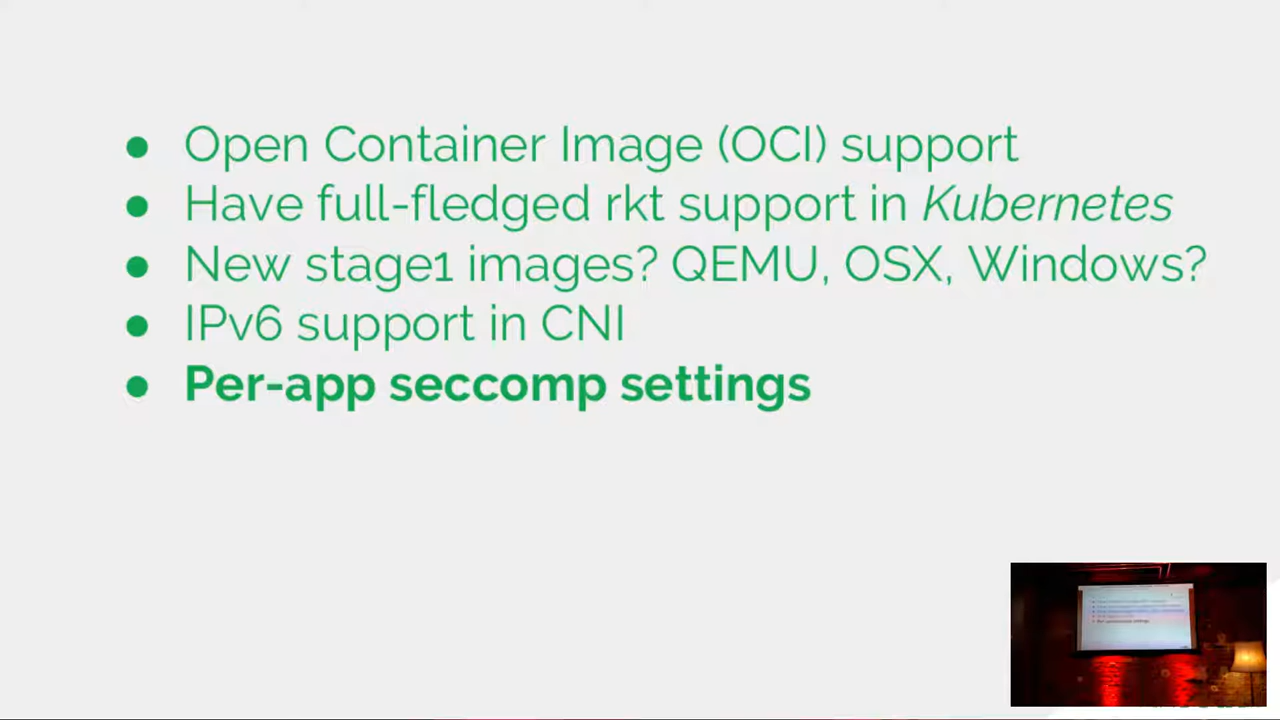 ● Open Container Image (OCI) support
● Have full-fledged rkt support in Kubernetes
● New stage1 images? QEMU, OSX, Windows?
● IPv6 support in CNI
● Per-app seccomp settings